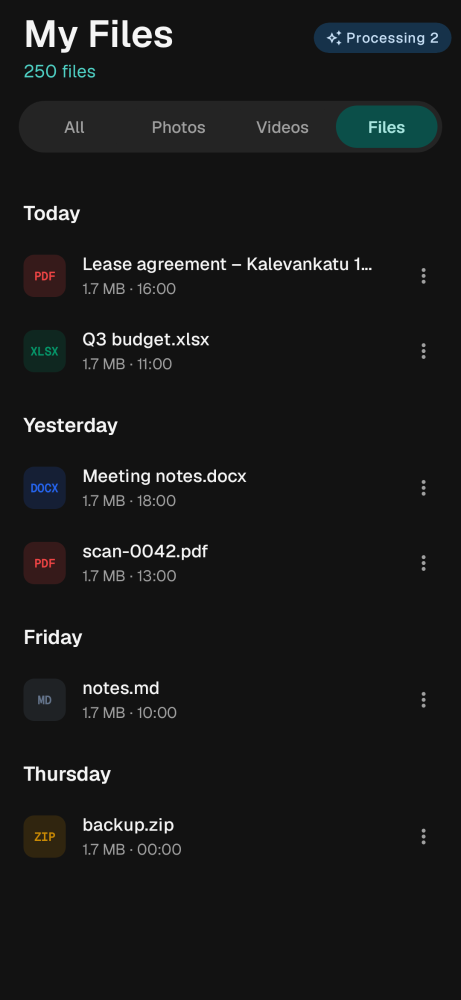 My Files
Processing 2
250 files
All
Photos
Videos
Files
Today
PDF
Lease agreement – Kalevankatu 1…
1.7 MB · 16:00
XLSX
Q3 budget.xlsx
1.7 MB · 11:00
Yesterday
DOCX
Meeting notes.docx
1.7 MB · 18:00
PDF
scan-0042.pdf
1.7 MB · 13:00
Friday
MD
notes.md
1.7 MB · 10:00
Thursday
ZIP
backup.zip
1.7 MB · 00:00